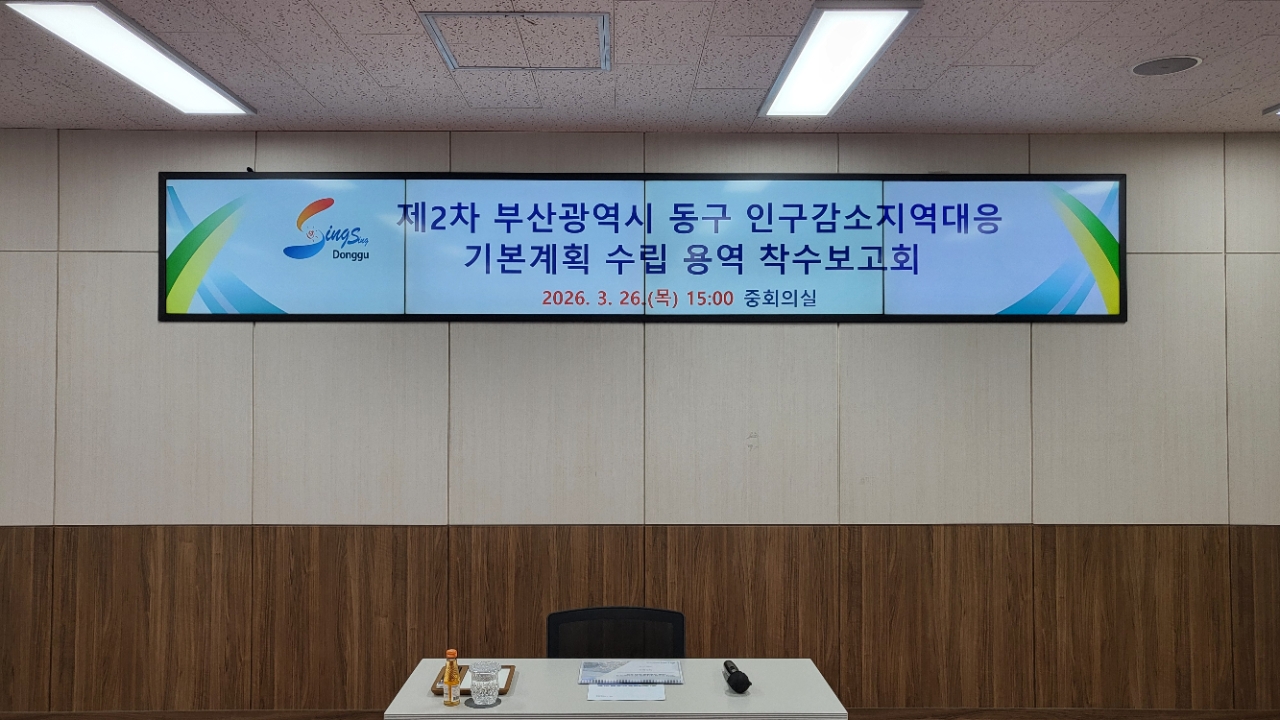 SingSing
Donggu
제2차 부산광역시 동구 인구감소지역대응
기본계획 수립 용역 착수보고회
2026. 3. 26.(목) 15:00 중회의실